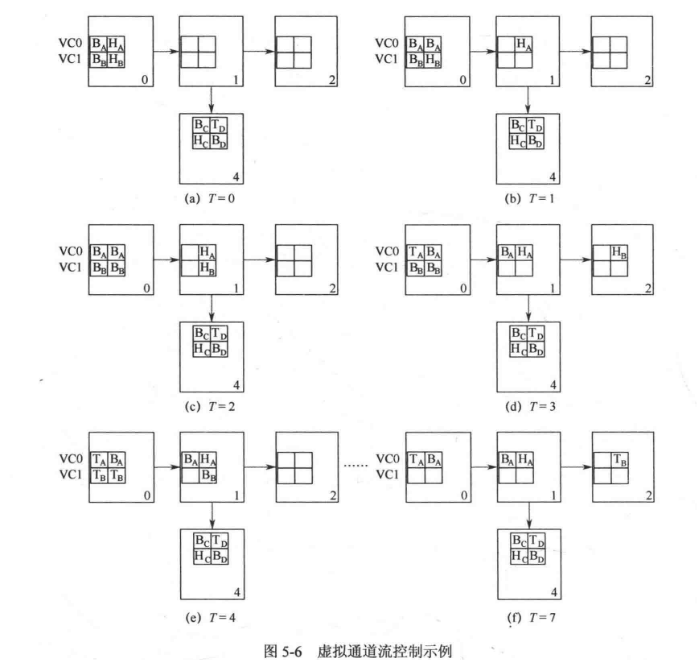 VC0 B_A H_A
VC1 B_B H_B
0
1
2
B_C T_D
H_C B_D
4
(a) T=0
VC0 B_A B_A
VC1 B_B H_B
0
H_A
1
2
B_C T_D
H_C B_D
4
(b) T=1
VC0 B_A B_A
VC1 B_B B_B
0
H_A
H_B
1
2
B_C T_D
H_C B_D
4
(c) T=2
VC0 T_A B_A
VC1 B_B B_B
0
B_A H_A
1
H_B
2
B_C T_D
H_C B_D
4
(d) T=3
VC0 T_A B_A
VC1 T_B T_B
0
B_A H_A
B_B
1
2
B_C T_D
H_C B_D
4
(e) T=4
……
VC0 T_A B_A
VC1
0
B_A H_A
1
T_B
2
B_C T_D
H_C B_D
4
(f) T=7
图 5-6 虚拟通道流控制示例